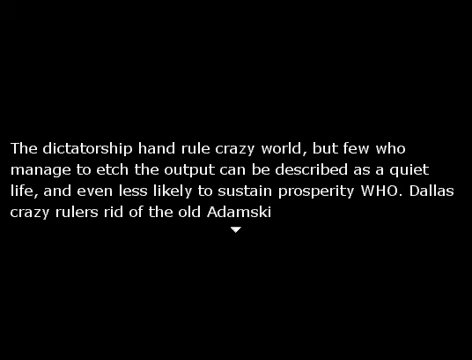 The dictatorship hand rule crazy world, but few who
manage to etch the output can be described as a quiet
life, and even less likely to sustain prosperity WHO. Dallas
crazy rulers rid of the old Adamski